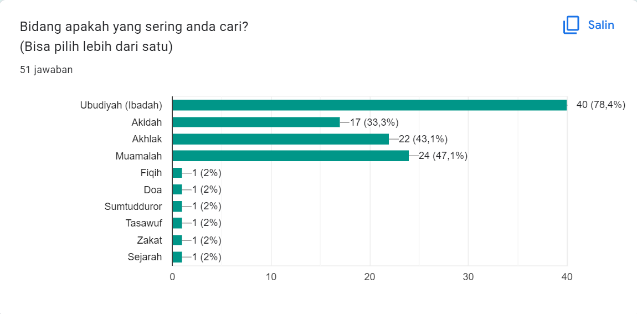 Bidang apakah yang sering anda cari?
Salin
(Bisa pilih lebih dari satu)
51 jawaban
Ubudiyah (Ibadah) 40 (78,4%)
Akidah 17 (33,3%)
Akhlak 22 (43,1%)
Muamalah 24 (47,1%)
Fiqih 1 (2%)
Doa 1 (2%)
Sumtudduror 1 (2%)
Tasawuf 1 (2%)
Zakat 1 (2%)
Sejarah 1 (2%)
0 10 20 30 40